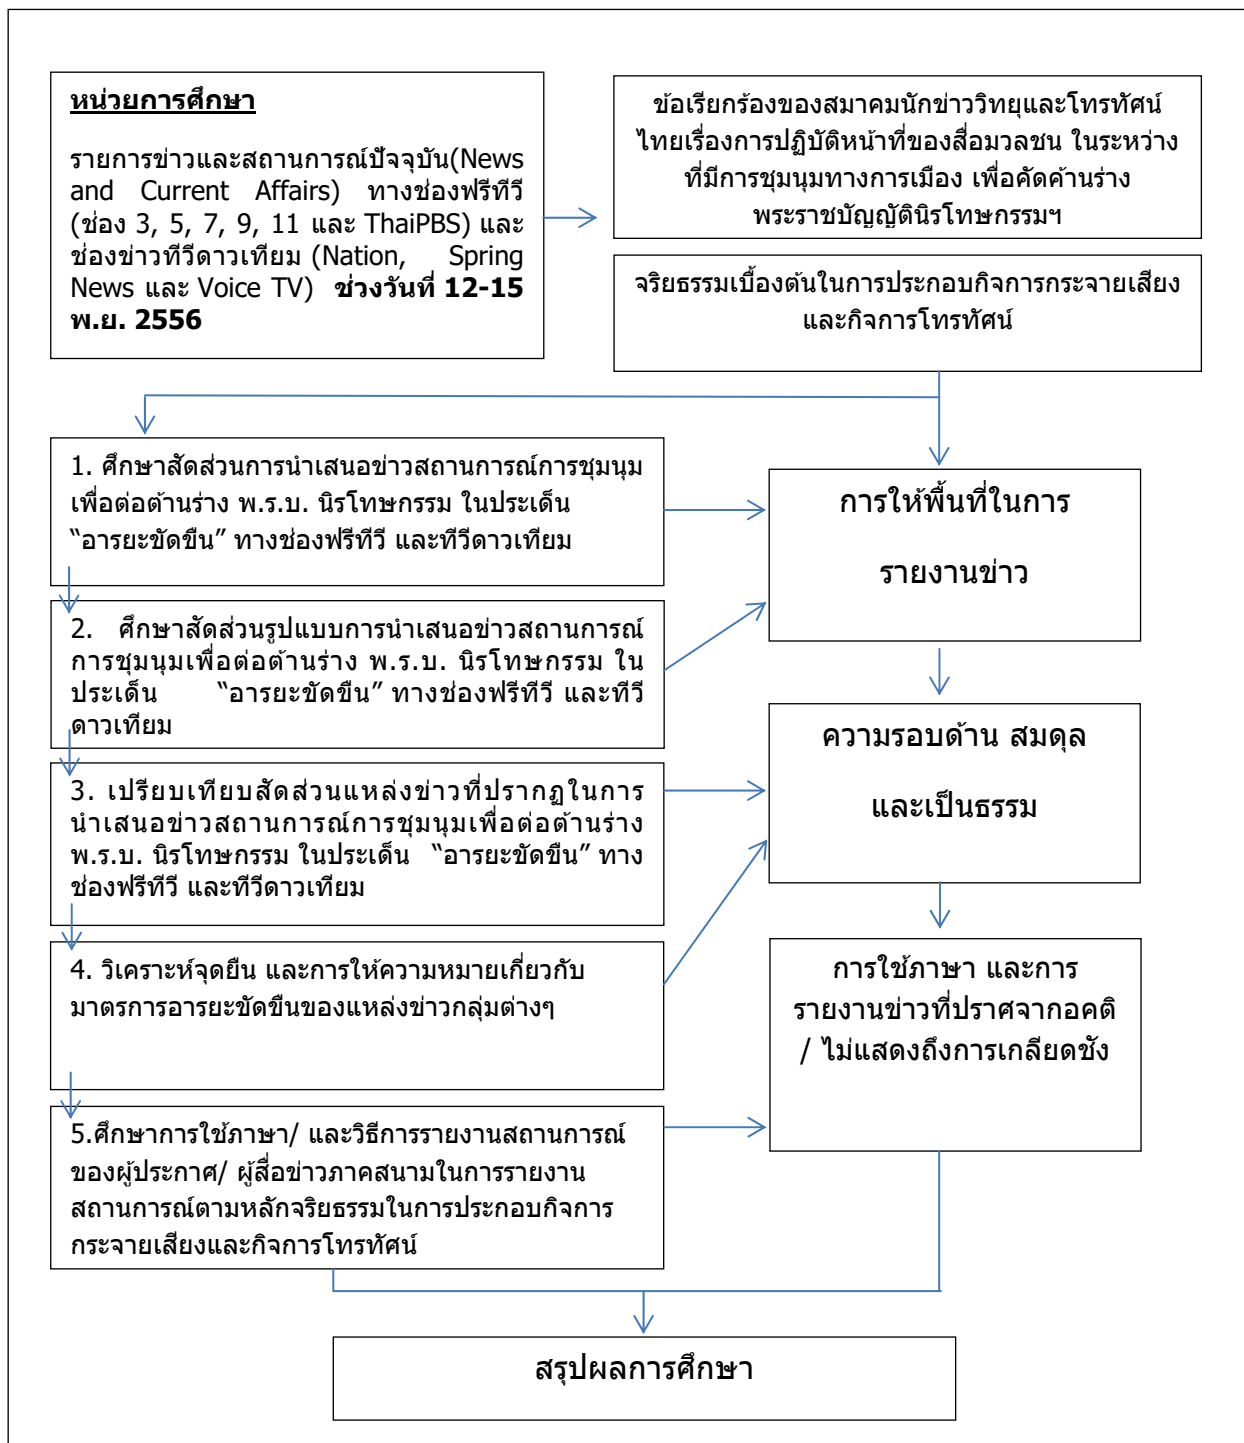 หน่วยการศึกษา
รายการข่าวและสถานการณ์ปัจจุบัน(News
and Current Affairs) ทางช่องฟรีทีวี
(ช่อง 3, 5, 7, 9, 11 และ ThaiPBS) และ
ช่องข่าวทีวีดาวเทียม (Nation, Spring
News และ Voice TV) ช่วงวันที่ 12-15
พ.ย. 2556
ข้อเรียกร้องของสมาคมนักข่าววิทยุและโทรทัศน์
ไทยเรื่องการปฏิบัติหน้าที่ของสื่อมวลชน ในระหว่าง
ที่มีการชุมนุมทางการเมือง เพื่อคัดค้านร่าง
พระราชบัญญัตินิรโทษกรรมฯ
จริยธรรมเบื้องต้นในการประกอบกิจการกระจายเสียง
และกิจการโทรทัศน์
1. ศึกษาสัดส่วนการนำเสนอข่าวสถานการณ์การชุมนุม
เพื่อต่อต้านร่าง พ.ร.บ. นิรโทษกรรม ในประเด็น
“อารยะขัดขืน” ทางช่องฟรีทีวี และทีวีดาวเทียม
การให้พื้นที่ในการ
รายงานข่าว
2. ศึกษาสัดส่วนรูปแบบการนำเสนอข่าวสถานการณ์
การชุมนุมเพื่อต่อต้านร่าง พ.ร.บ. นิรโทษกรรม ใน
ประเด็น “อารยะขัดขืน” ทางช่องฟรีทีวี และทีวี
ดาวเทียม
ความรอบด้าน สมดุล
และเป็นธรรม
3. เปรียบเทียบสัดส่วนแหล่งข่าวที่ปรากฏในการ
นำเสนอข่าวสถานการณ์การชุมนุมเพื่อต่อต้านร่าง
พ.ร.บ. นิรโทษกรรม ในประเด็น “อารยะขัดขืน” ทาง
ช่องฟรีทีวี และทีวีดาวเทียม
4. วิเคราะห์จุดยืน และการให้ความหมายเกี่ยวกับ
มาตรการอารยะขัดขืนของแหล่งข่าวกลุ่มต่างๆ
การใช้ภาษา และการ
รายงานข่าวที่ปราศจากอคติ
/ ไม่แสดงถึงการเกลียดชัง
5.ศึกษาการใช้ภาษา/ และวิธีการรายงานสถานการณ์
ของผู้ประกาศ/ ผู้สื่อข่าวภาคสนามในการรายงาน
สถานการณ์ตามหลักจริยธรรมในการประกอบกิจการ
กระจายเสียงและกิจการโทรทัศน์
สรุปผลการศึกษา